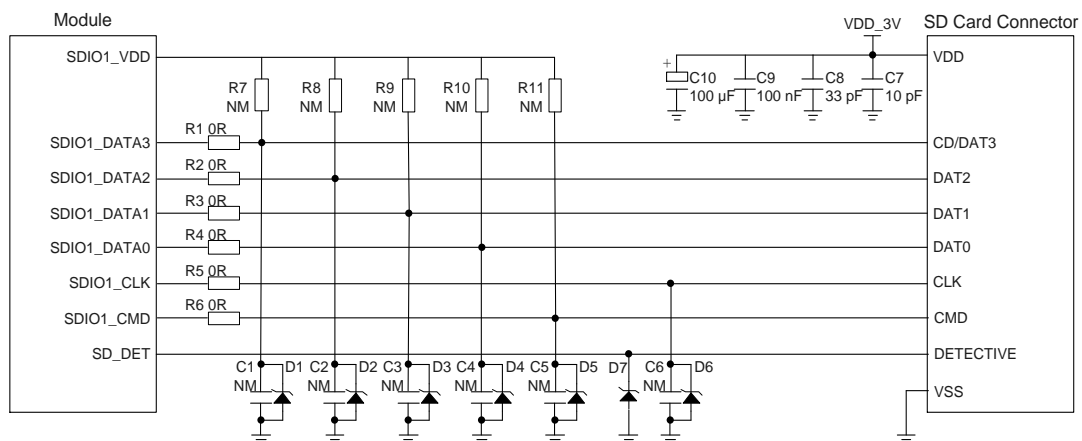 Module
VDD_3V
SD Card Connector
SDIO1_VDD
VDD
R7
NM
R8
NM
R9
NM
R10
NM
R11
NM
+
C10
100 µF
C9
100 nF
C8
33 pF
C7
10 pF
SDIO1_DATA3
R1 0R
CD/DAT3
SDIO1_DATA2
R2 0R
DAT2
SDIO1_DATA1
R3 0R
DAT1
SDIO1_DATA0
R4 0R
DAT0
SDIO1_CLK
R5 0R
CLK
SDIO1_CMD
R6 0R
CMD
SD_DET
DETECTIVE
C1
NM
D1
C2
NM
D2
C3
NM
D3
C4
NM
D4
C5
NM
D5
D7
C6
NM
D6
VSS